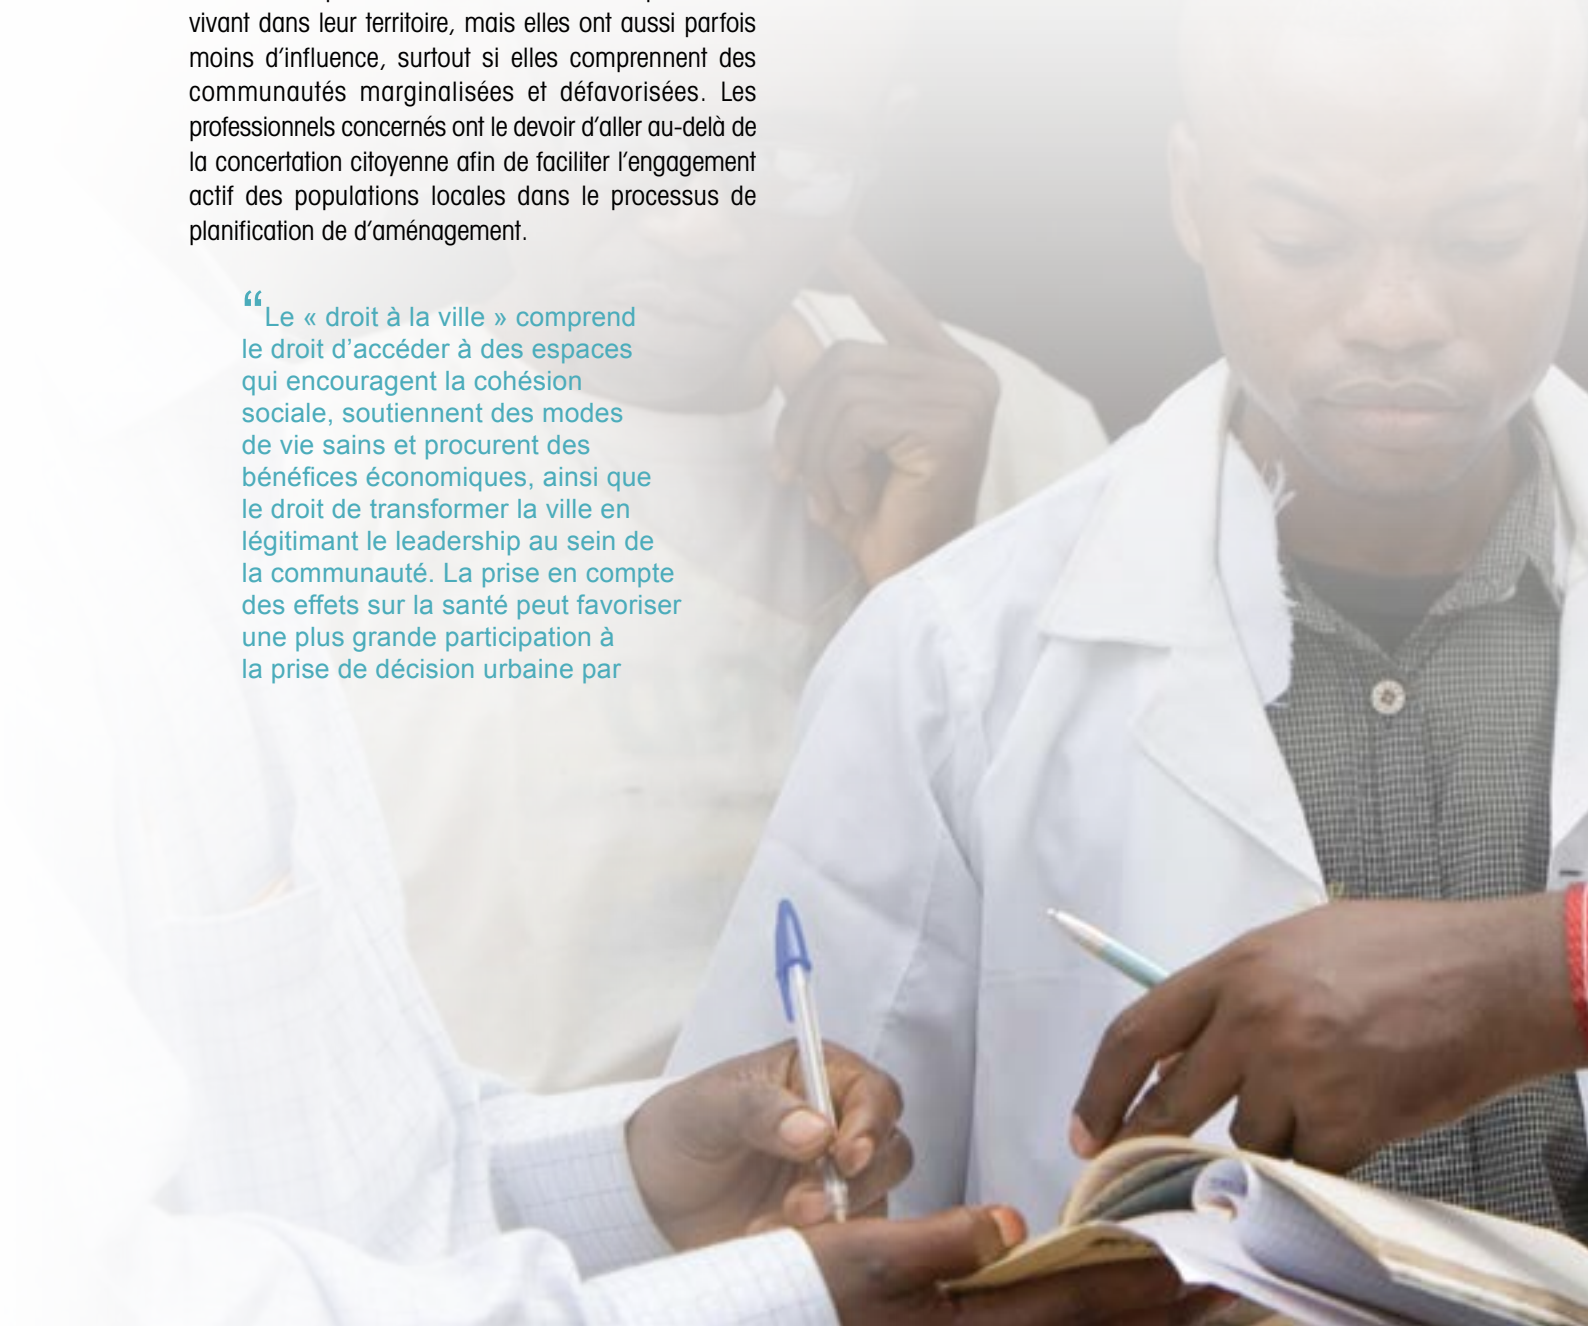 vivant dans leur territoire, mais elles ont aussi parfois
moins d’influence, surtout si elles comprennent des
communautés marginalisées et défavorisées. Les
professionnels concernés ont le devoir d’aller au-delà de
la concertation citoyenne afin de faciliter l’engagement
actif des populations locales dans le processus de
planification de d’aménagement.
“Le « droit à la ville » comprend
le droit d’accéder à des espaces
qui encouragent la cohésion
sociale, soutiennent des modes
de vie sains et procurent des
bénéfices économiques, ainsi que
le droit de transformer la ville en
légitimant le leadership au sein de
la communauté. La prise en compte
des effets sur la santé peut favoriser
une plus grande participation à
la prise de décision urbaine par